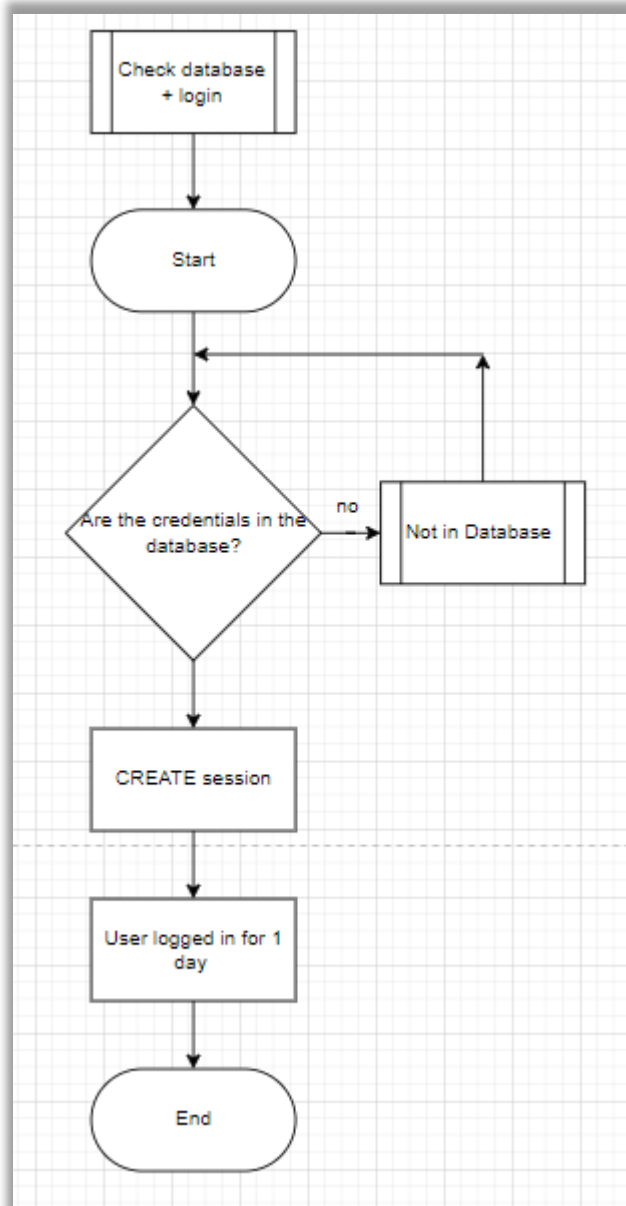 Check database
+ login
Start
Are the credentials in the
database?
no
Not in Database
CREATE session
User logged in for 1
day
End